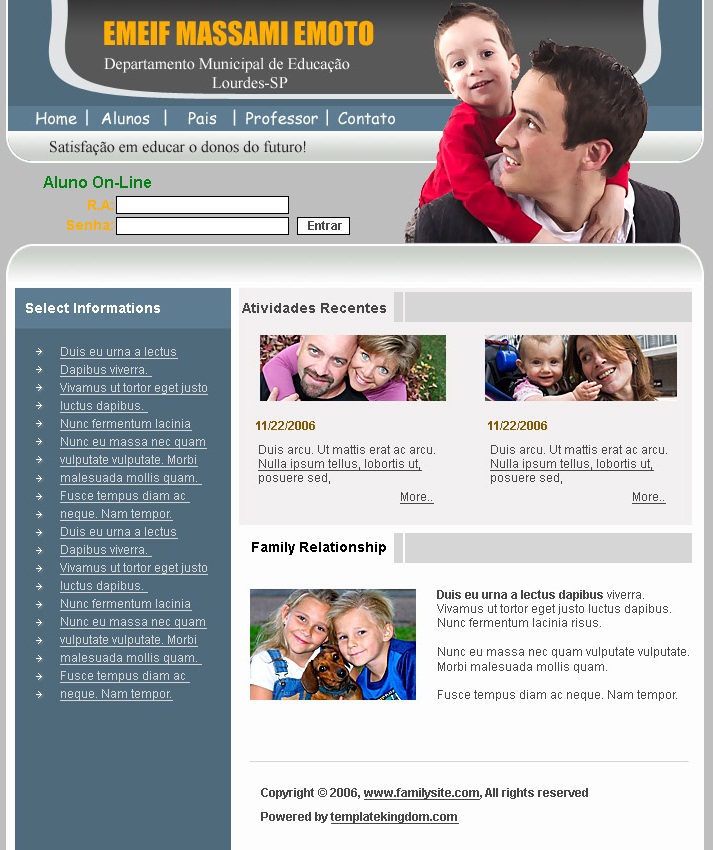 EMEIF MASSAMI EMOTO
Departamento Municipal de Educação
Lourdes-SP
Home | Alunos | Pais | Professor | Contato
Satisfação em educar o donos do futuro!
Aluno On-Line
R.A:
Senha:
Entrar
Select Informations
Duis eu urna a lectus
Dapibus viverra.
Vivamus ut tortor eget justo
luctus dapibus.
Nunc fermentum lacinia
Nunc eu massa nec quam
vulputate vulputate. Morbi
malesuada mollis quam.
Fusce tempus diam ac
neque. Nam tempor.
Duis eu urna a lectus
Dapibus viverra.
Vivamus ut tortor eget justo
luctus dapibus.
Nunc fermentum lacinia
Nunc eu massa nec quam
vulputate vulputate. Morbi
malesuada mollis quam.
Fusce tempus diam ac
neque. Nam tempor.
Atividades Recentes
11/22/2006
Duis arcu. Ut mattis erat ac arcu.
Nulla ipsum tellus, lobortis ut,
posuere sed,
More..
11/22/2006
Duis arcu. Ut mattis erat ac arcu.
Nulla ipsum tellus, lobortis ut,
posuere sed,
More..
Family Relationship
Duis eu urna a lectus dapibus viverra.
Vivamus ut tortor eget justo luctus dapibus.
Nunc fermentum lacinia risus.
Nunc eu massa nec quam vulputate vulputate.
Morbi malesuada mollis quam.
Fusce tempus diam ac neque. Nam tempor.
Copyright © 2006, www.familysite.com, All rights reserved
Powered by templatekingdom.com